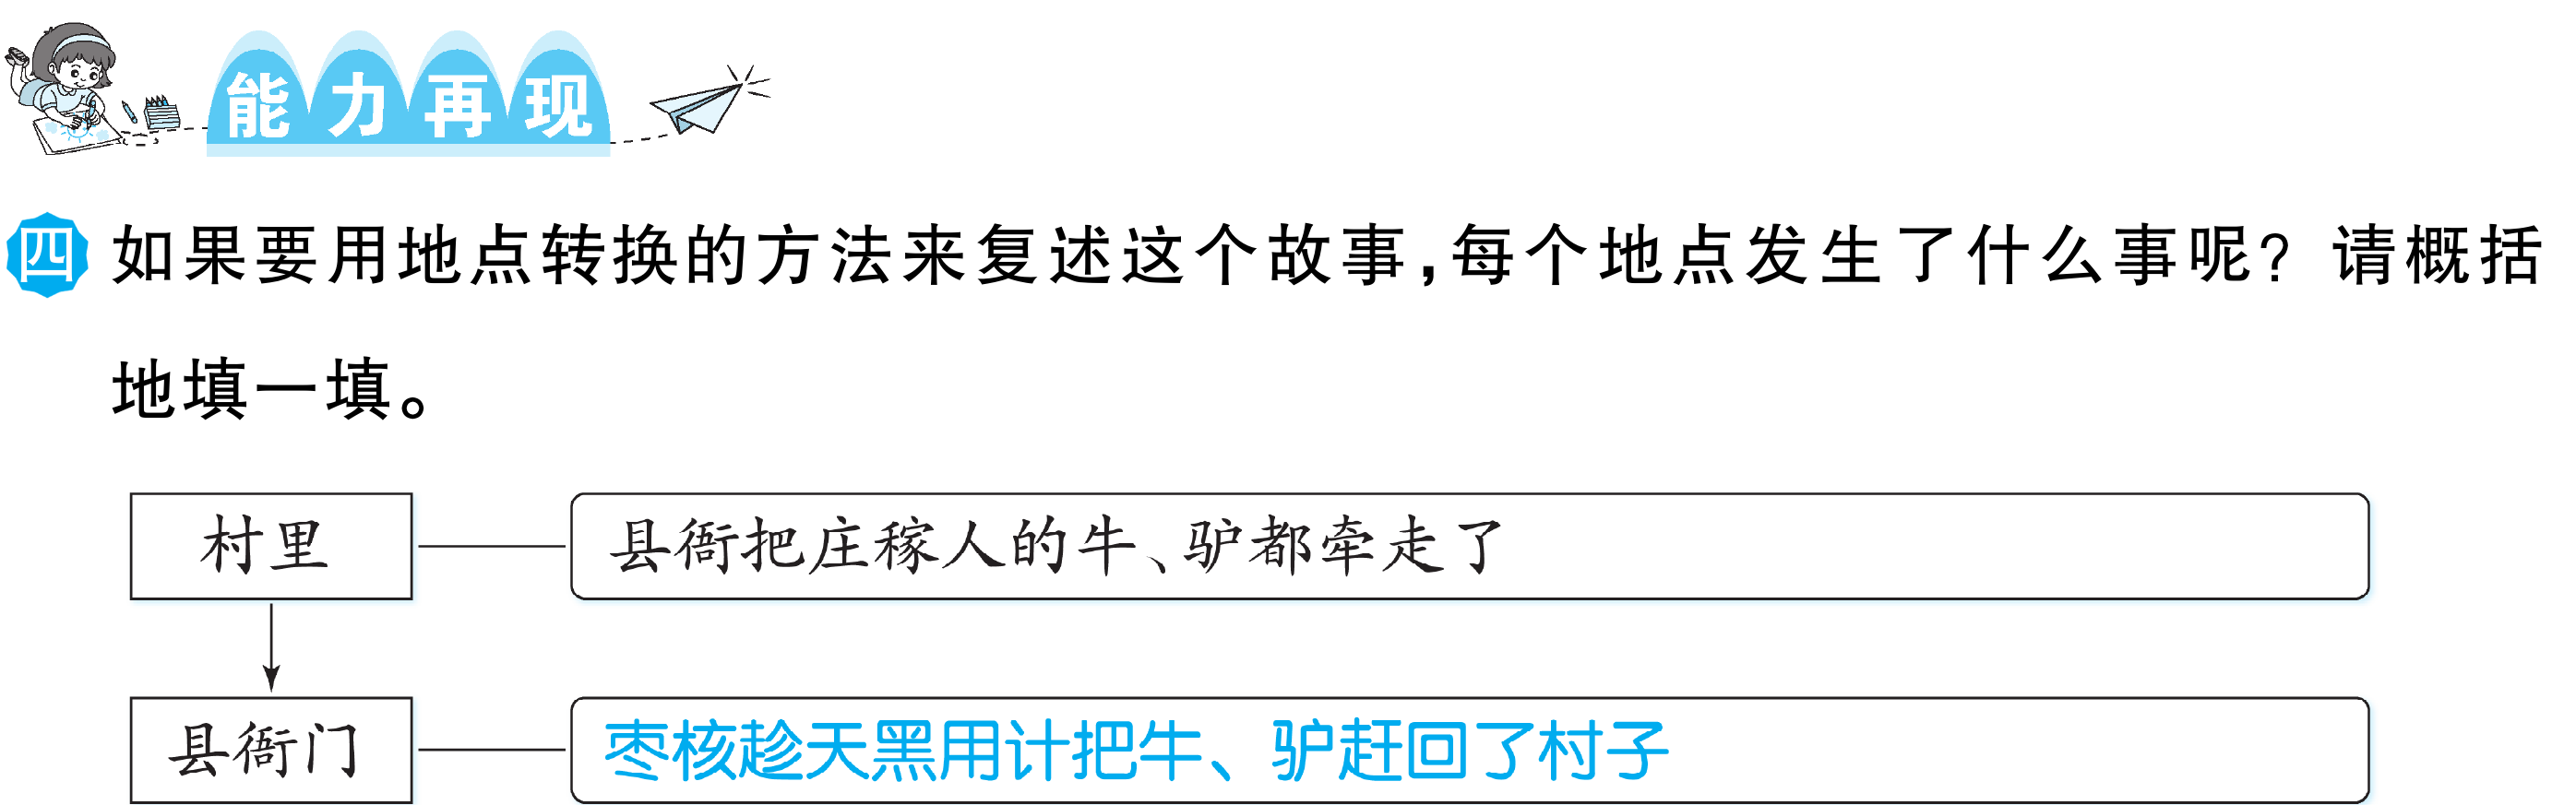 能力再现
四 如果要用地点转换的方法来复述这个故事,每个地点发生了什么事呢? 请概括
地填一填。
村里 县衙把庄稼人的牛、驴都牵走了
县衙门 枣核趁天黑用计把牛、驴赶回了村子